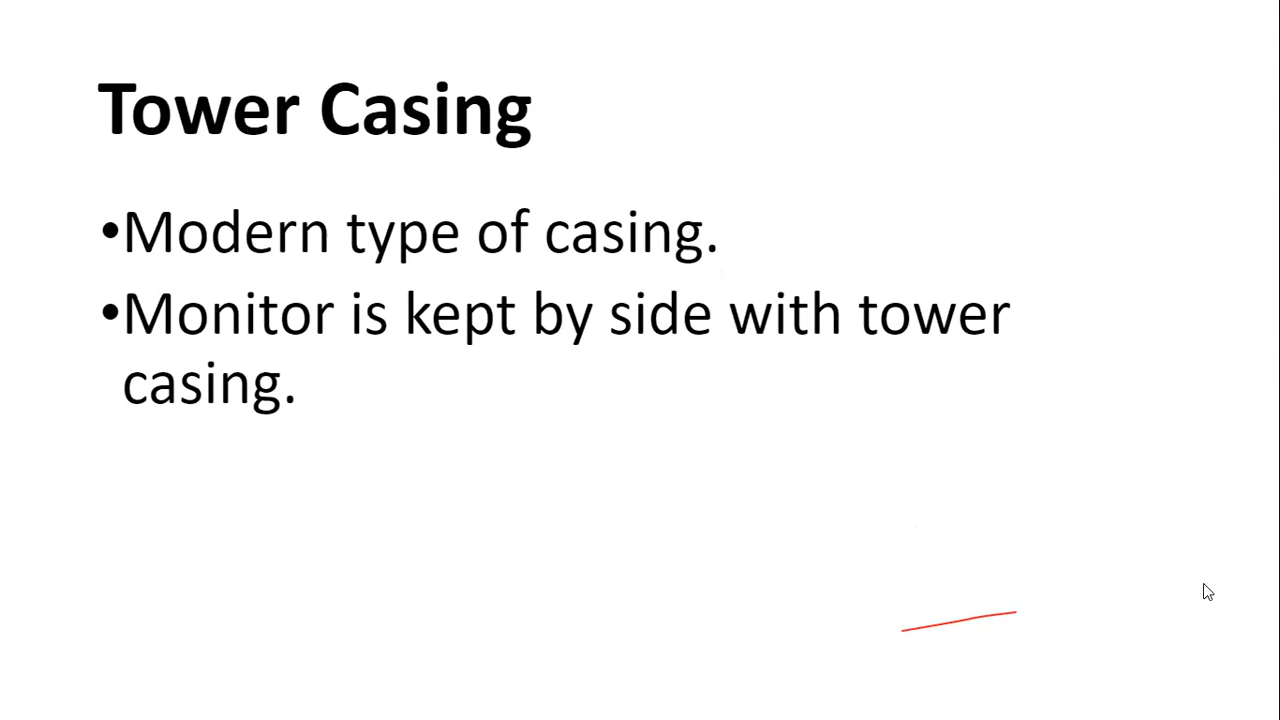 Tower Casing
•Modern type of casing.
•Monitor is kept by side with tower
casing.